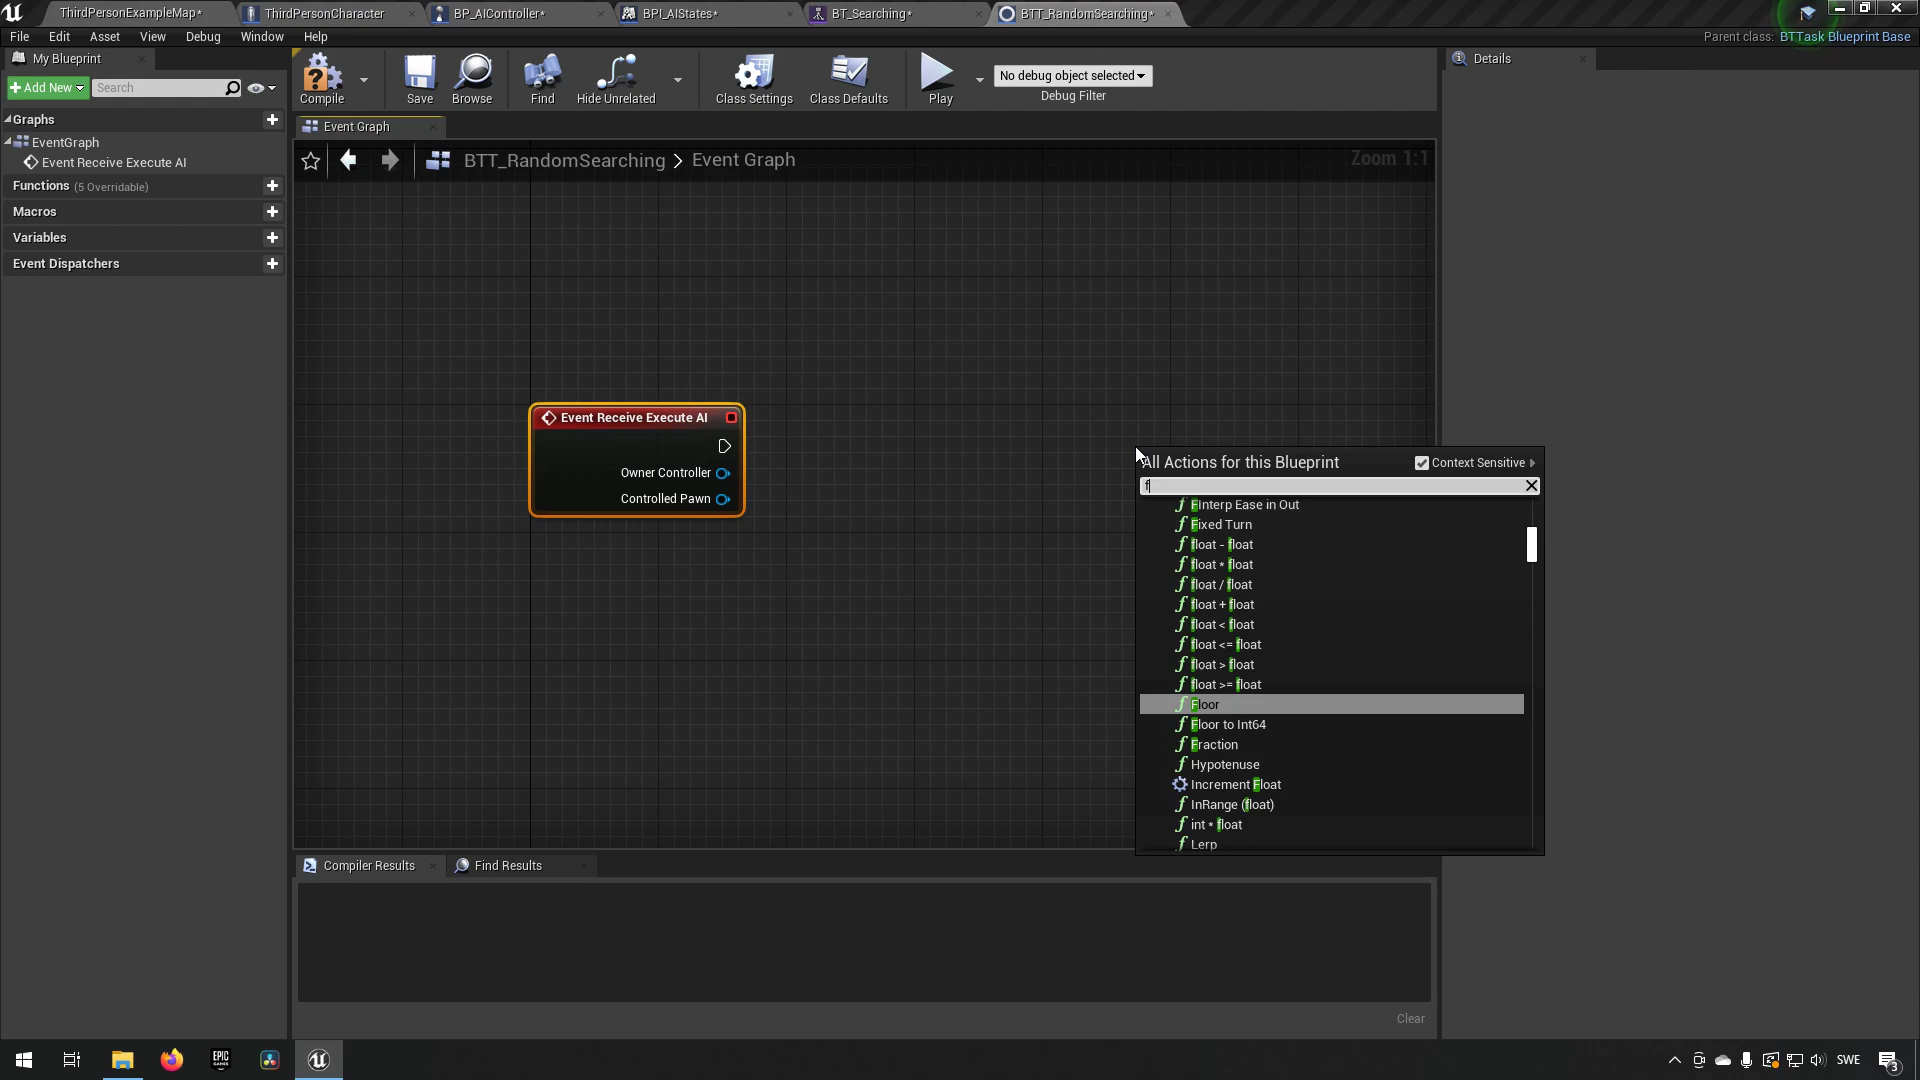 ThirdPersonExampleMap*
ThirdPersonCharacter
BP_AIController*
BPI_AIStates*
BT_Searching*
BTT_RandomSearching*
File Edit Asset View Debug Window Help
Parent class: BTTask Blueprint Base
My Blueprint
Details
Add New
Search
Compile
Save
Browse
Find
Hide Unrelated
Class Settings
Class Defaults
Play
No debug object selected
Debug Filter
Graphs
EventGraph
Event Receive Execute AI
Functions (5 Overridable)
Macros
Variables
Event Dispatchers
Event Graph
BTT_RandomSearching > Event Graph
Zoom 1:1
Event Receive Execute AI
Owner Controller
Controlled Pawn
All Actions for this Blueprint
Context Sensitive
f
FInterp Ease in Out
Fixed Turn
float - float
float * float
float / float
float + float
float < float
float <= float
float > float
float >= float
Floor
Floor to Int64
Fraction
Hypotenuse
Increment Float
InRange (float)
int * float
Lerp
Compiler Results
Find Results
Clear
EPIC GAMES
SWE
3